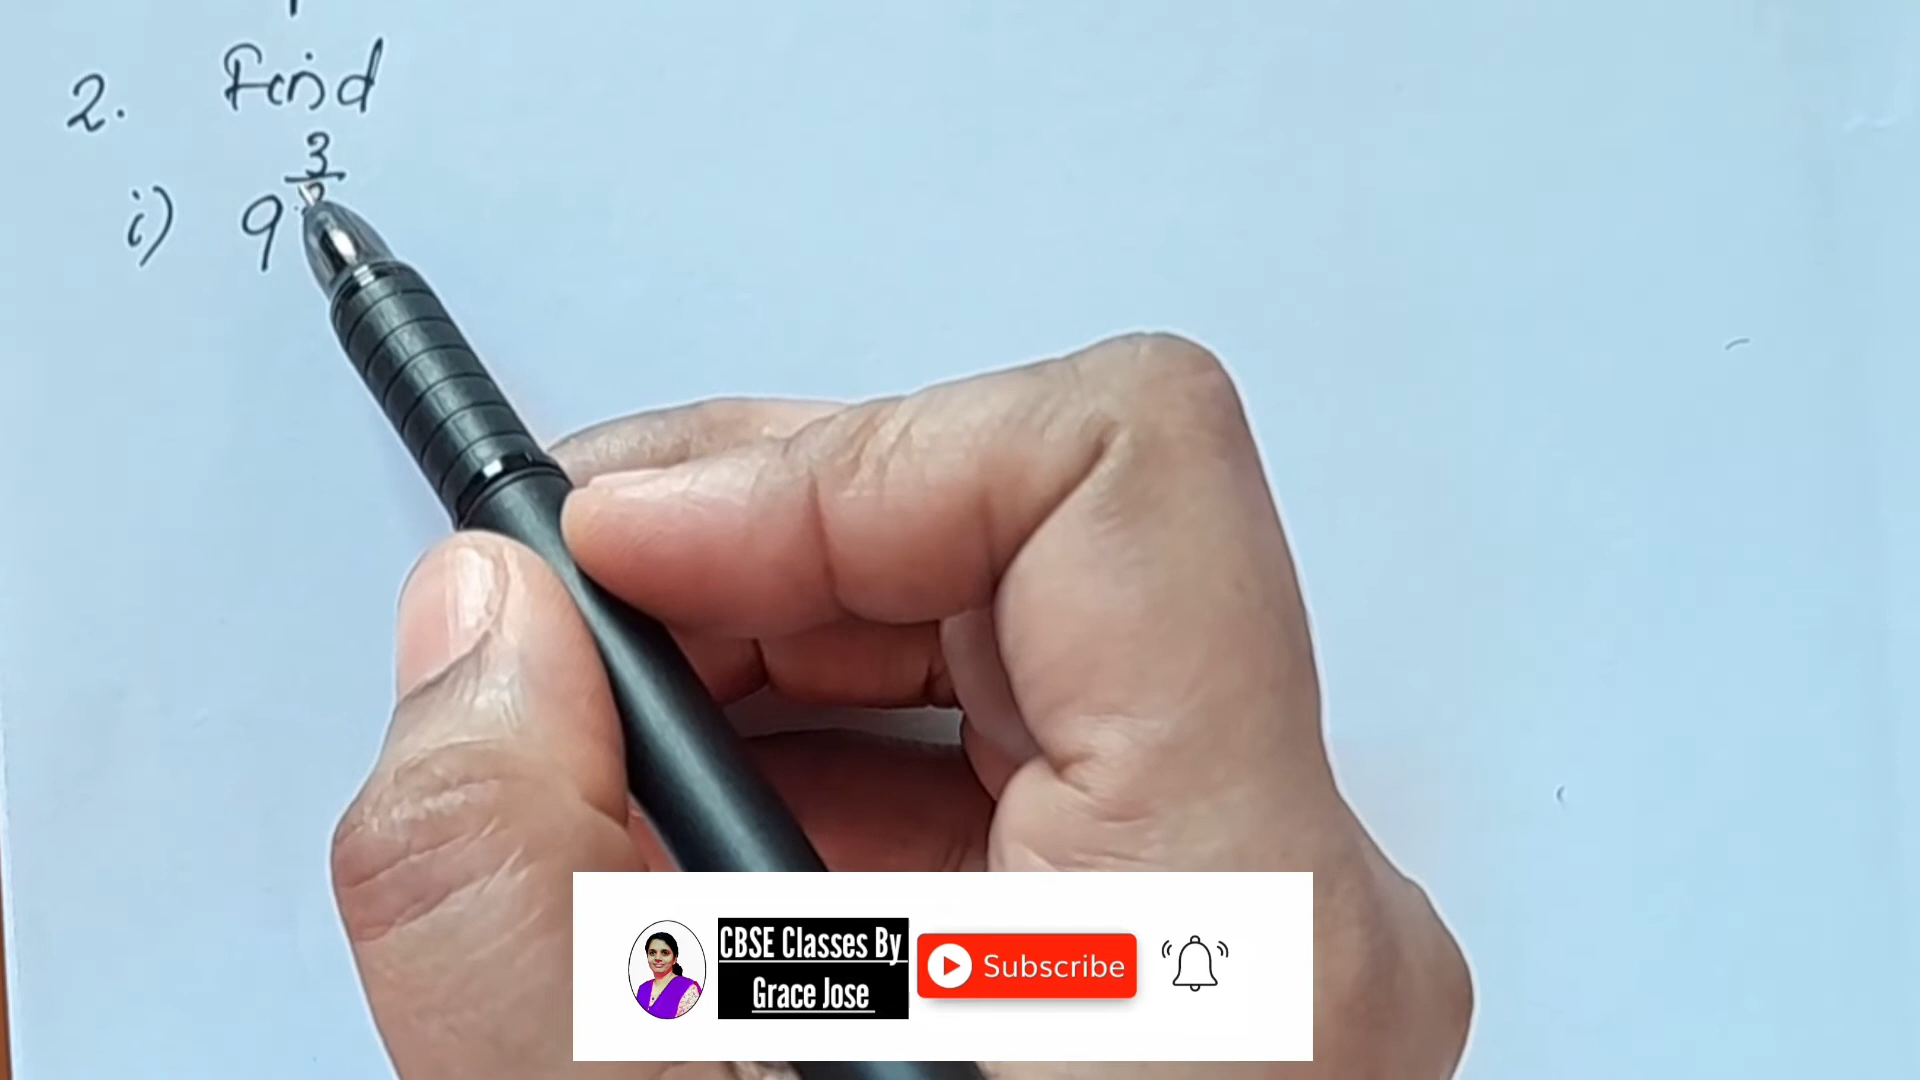 2. Find
i) 9^3/
CBSE Classes By
Grace Jose
Subscribe